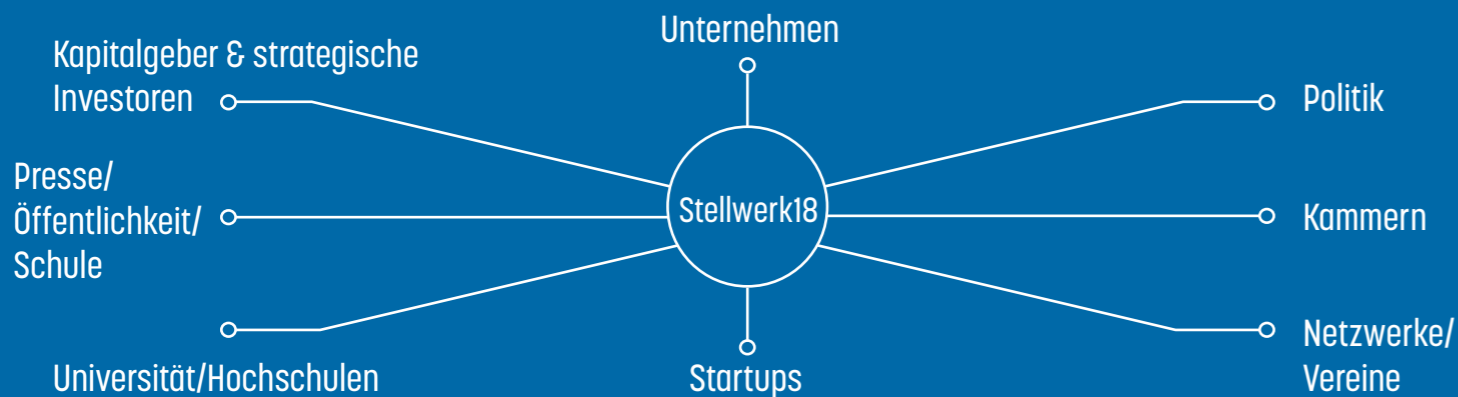 Unternehmen
Kapitalgeber & strategische
Investoren
Politik
Presse/
Öffentlichkeit/
Schule
Stellwerk18
Kammern
Universität/Hochschulen
Startups
Netzwerke/
Vereine